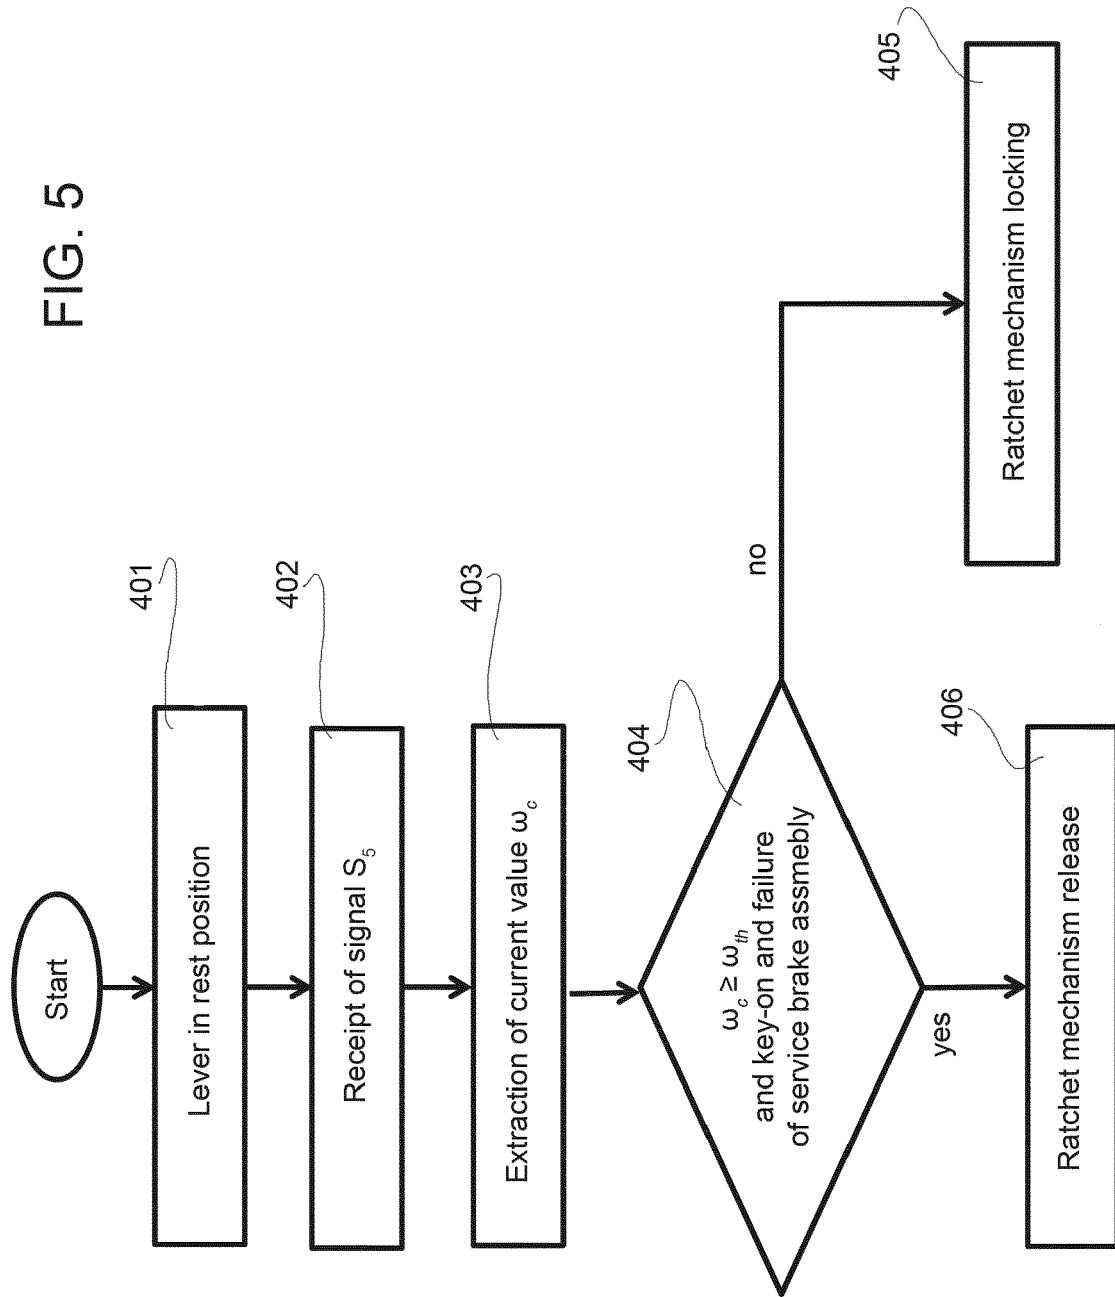 FIG. 5
Start
401
Lever in rest position
402
Receipt of signal S5
403
Extraction of current value ωc
404
ωc ≥ ωth
and key-on and failure
of service brake assmebly
no
405
Ratchet mechanism locking
yes
406
Ratchet mechanism release